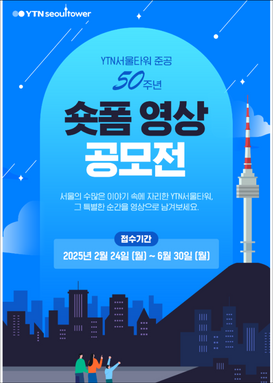 YTN seoultower
YTN서울타워 준공
50주년
숏폼 영상
공모전
서울의 수많은 이야기 속에 자리한 YTN서울타워,
그 특별한 순간을 영상으로 남겨보세요.
접수기간
2025년 2월 24일 (월) ~ 6월 30일 (월)